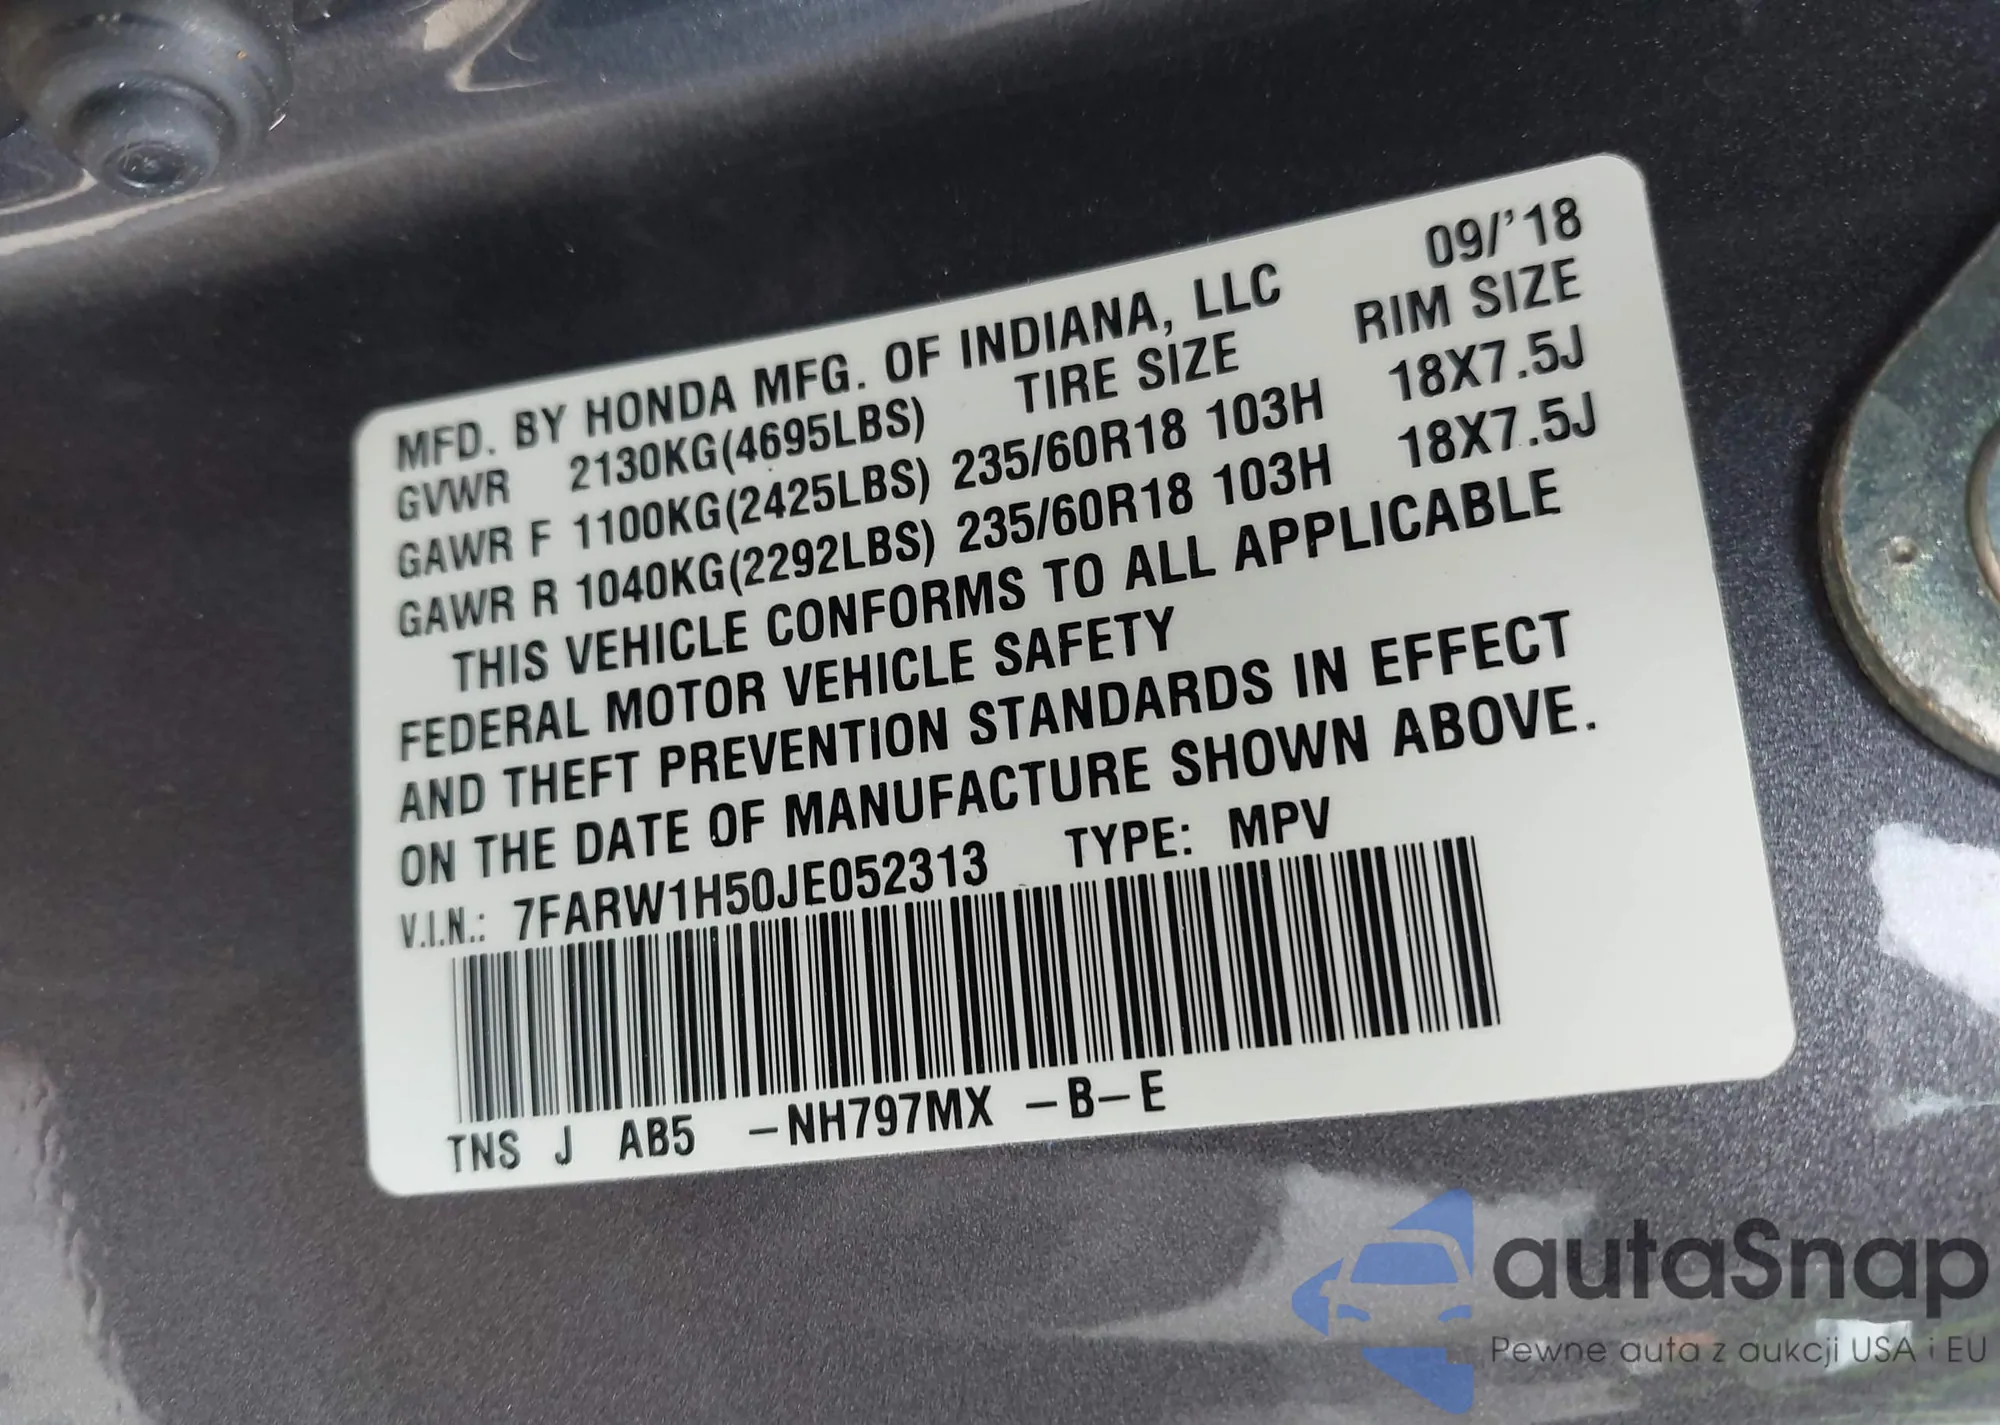 09/'18
MFD. BY HONDA MFG. OF INDIANA, LLC
GVWR 2130KG(4695LBS) TIRE SIZE RIM SIZE
GAWR F 1100KG(2425LBS) 235/60R18 103H 18X7.5J
GAWR R 1040KG(2292LBS) 235/60R18 103H 18X7.5J
THIS VEHICLE CONFORMS TO ALL APPLICABLE
FEDERAL MOTOR VEHICLE SAFETY
AND THEFT PREVENTION STANDARDS IN EFFECT
ON THE DATE OF MANUFACTURE SHOWN ABOVE.
V.I.N.: 7FARW1H50JE052313 TYPE: MPV
TNS J AB5 –NH797MX –B–E
autaSnap
Pewne auta z aukcji USA i EU